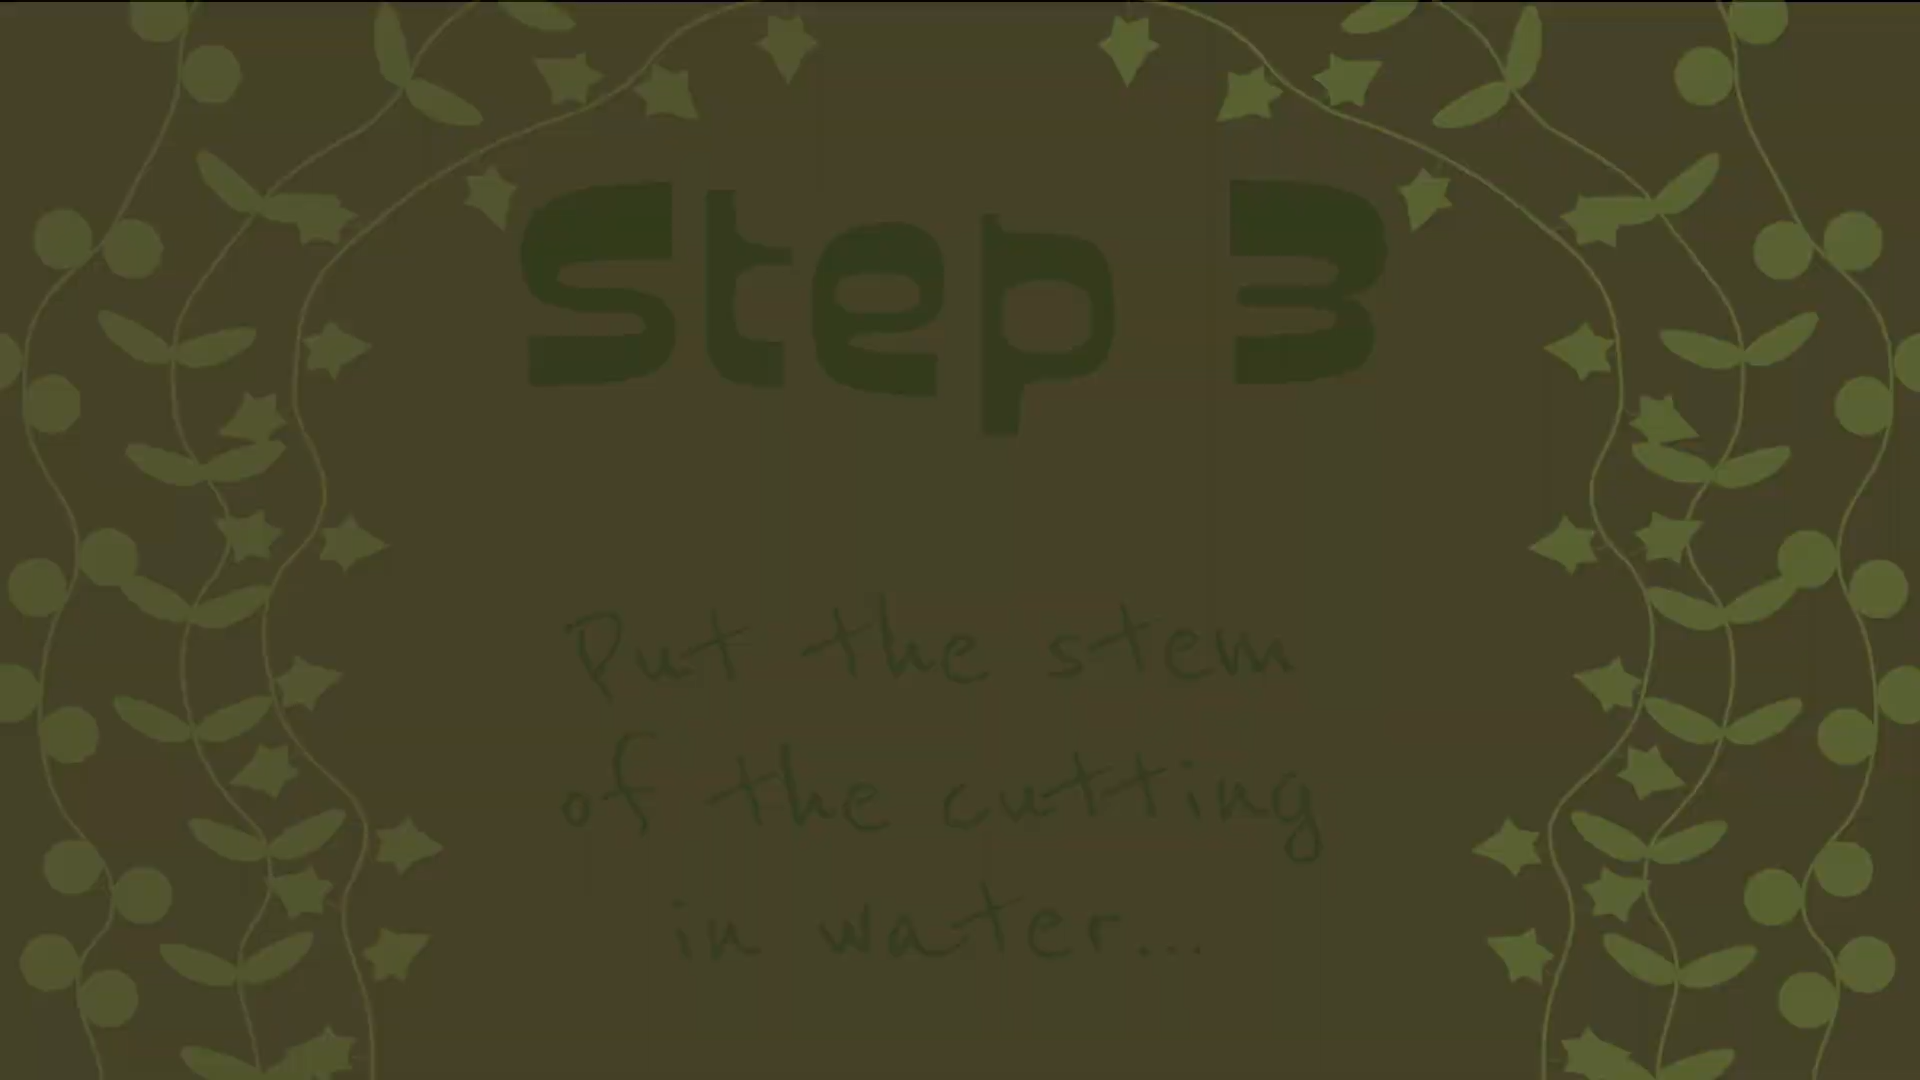 Step 3
Put the stem
of the cutting
in water...